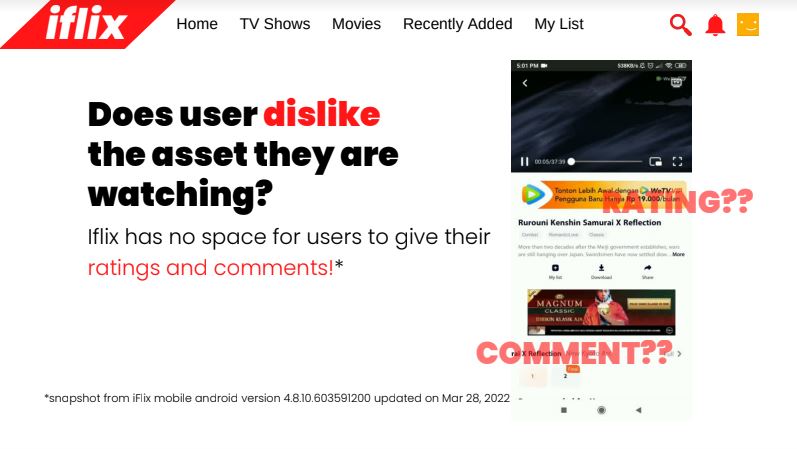 iflix
Home TV Shows Movies Recently Added My List
Does user dislike
the asset they are
watching?
Iflix has no space for users to give their
ratings and comments!*
5:01 PM 538KB/s
00:05/37:39
Tonton Lebih Awal dengan WeTV VIP
Pengguna Baru Hanya Rp 19.000/bulan
RATING??
Rurouni Kenshin Samurai X Reflection
Combat Romantic Love Classic
More than two decades after the Meiji government establishes, wars
are still hanging over Japan. Swordsmen have now settled dow... More
My list Download Share
MAGNUM
CLASSIC
COMMENT??
rai X Reflection
Full
1 2
*snapshot from iFlix mobile android version 4.8.10.603591200 updated on Mar 28, 2022